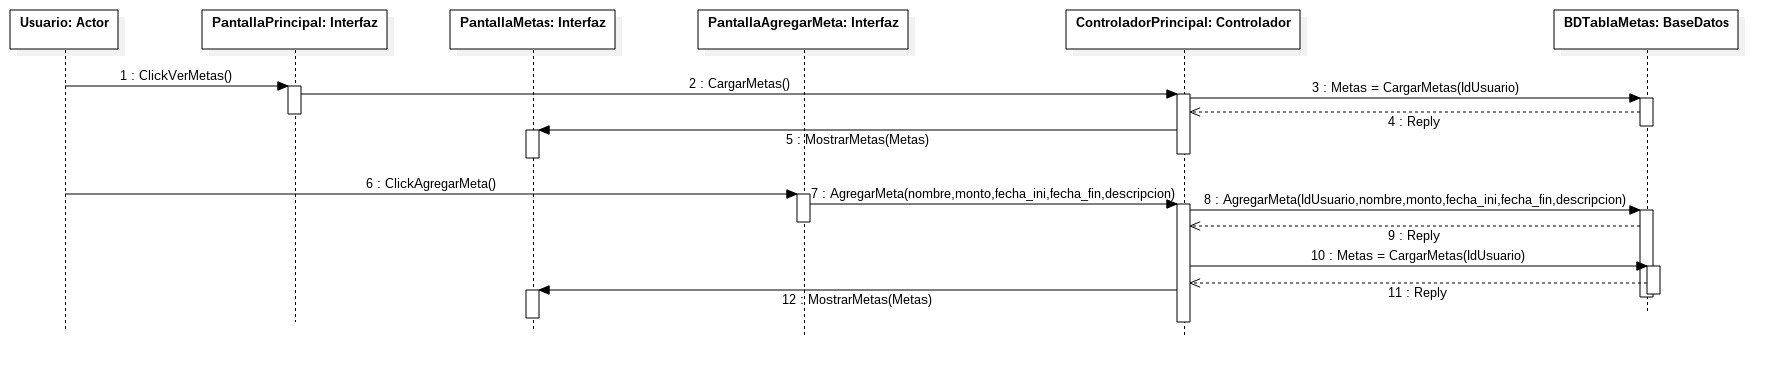 Usuario: Actor
PantallaPrincipal: Interfaz
PantallaMetas: Interfaz
PantallaAgregarMeta: Interfaz
ControladorPrincipal: Controlador
BDTablaMetas: BaseDatos
1 : ClickVerMetas()
2 : CargarMetas()
3 : Metas = CargarMetas(IdUsuario)
4 : Reply
5 : MostrarMetas(Metas)
6 : ClickAgregarMeta()
7 : AgregarMeta(nombre,monto,fecha_ini,fecha_fin,descripcion)
8 : AgregarMeta(IdUsuario,nombre,monto,fecha_ini,fecha_fin,descripcion)
9 : Reply
10 : Metas = CargarMetas(IdUsuario)
11 : Reply
12 : MostrarMetas(Metas)